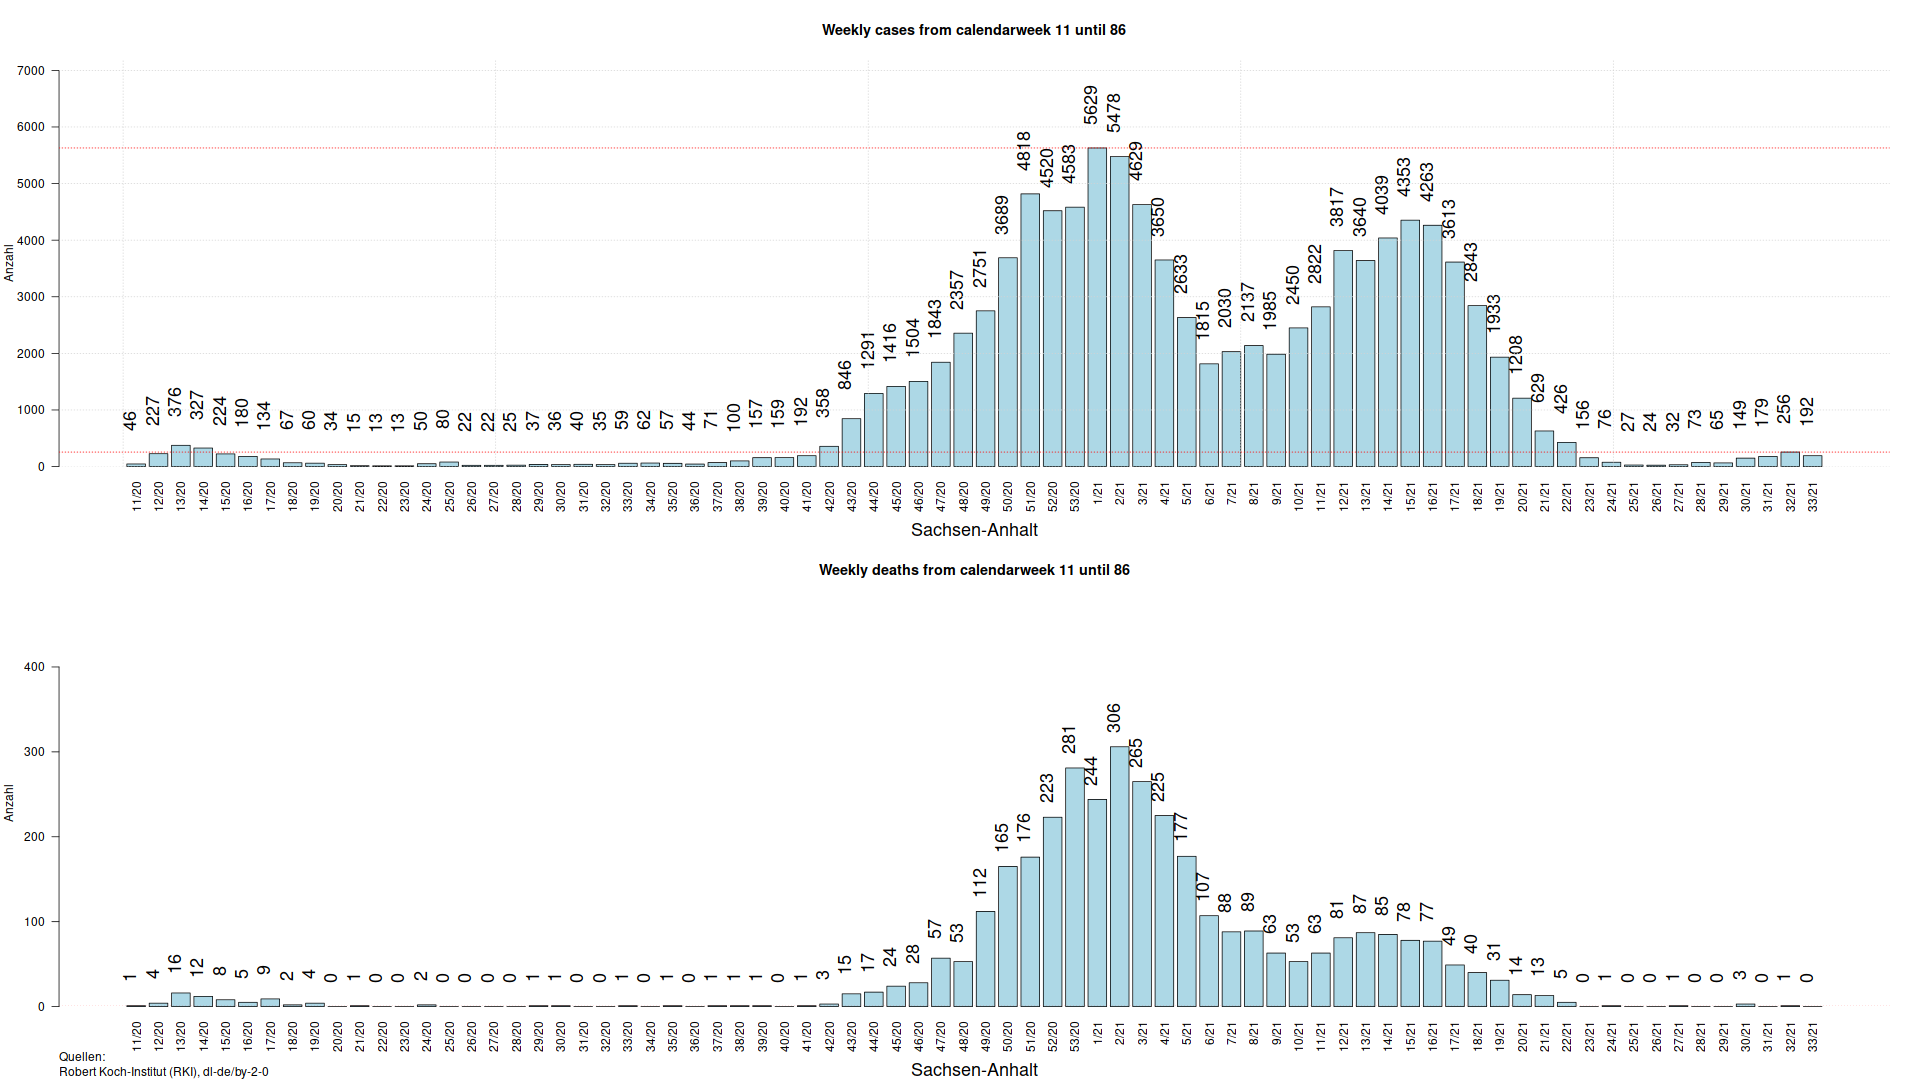 Weekly cases from calendarweek 11 until 86
7000
6000
5000
4000
3000
2000
1000
0
Anzahl
46 227 376 327 224 180 134 67 60 34 15 13 13 50 80 22 22 25 37 36 40 35 59 62 57 44 71 100 157 159 192 358 846 1291 1416 1504 1843 2357 2751 3689 4818 4520 4583 5629 5478 4629 3650 2633 1815 2030 2137 1985 2450 2822 3817 3640 4039 4353 4263 3613 2843 1933 1208 629 426 156 76 27 24 32 73 65 149 179 256 192
11/20 12/20 13/20 14/20 15/20 16/20 17/20 18/20 19/20 20/20 21/20 22/20 23/20 24/20 25/20 26/20 27/20 28/20 29/20 30/20 31/20 32/20 33/20 34/20 35/20 36/20 37/20 38/20 39/20 40/20 41/20 42/20 43/20 44/20 45/20 46/20 47/20 48/20 49/20 50/20 51/20 52/20 53/20 1/21 2/21 3/21 4/21 5/21 6/21 7/21 8/21 9/21 10/21 11/21 12/21 13/21 14/21 15/21 16/21 17/21 18/21 19/21 20/21 21/21 22/21 23/21 24/21 25/21 26/21 27/21 28/21 29/21 30/21 31/21 32/21 33/21
Sachsen-Anhalt
Weekly deaths from calendarweek 11 until 86
400
300
200
100
0
Anzahl
1 4 16 12 8 5 9 2 4 0 1 0 0 2 0 0 0 0 1 1 0 0 1 0 1 0 1 1 1 0 1 3 15 17 24 28 57 53 112 165 176 223 281 244 306 265 225 177 107 88 89 63 53 63 81 87 85 78 77 49 40 31 14 13 5 0 1 0 0 1 0 0 3 0 1 0
11/20 12/20 13/20 14/20 15/20 16/20 17/20 18/20 19/20 20/20 21/20 22/20 23/20 24/20 25/20 26/20 27/20 28/20 29/20 30/20 31/20 32/20 33/20 34/20 35/20 36/20 37/20 38/20 39/20 40/20 41/20 42/20 43/20 44/20 45/20 46/20 47/20 48/20 49/20 50/20 51/20 52/20 53/20 1/21 2/21 3/21 4/21 5/21 6/21 7/21 8/21 9/21 10/21 11/21 12/21 13/21 14/21 15/21 16/21 17/21 18/21 19/21 20/21 21/21 22/21 23/21 24/21 25/21 26/21 27/21 28/21 29/21 30/21 31/21 32/21 33/21
Sachsen-Anhalt
Quellen:
Robert Koch-Institut (RKI), dl-de/by-2-0